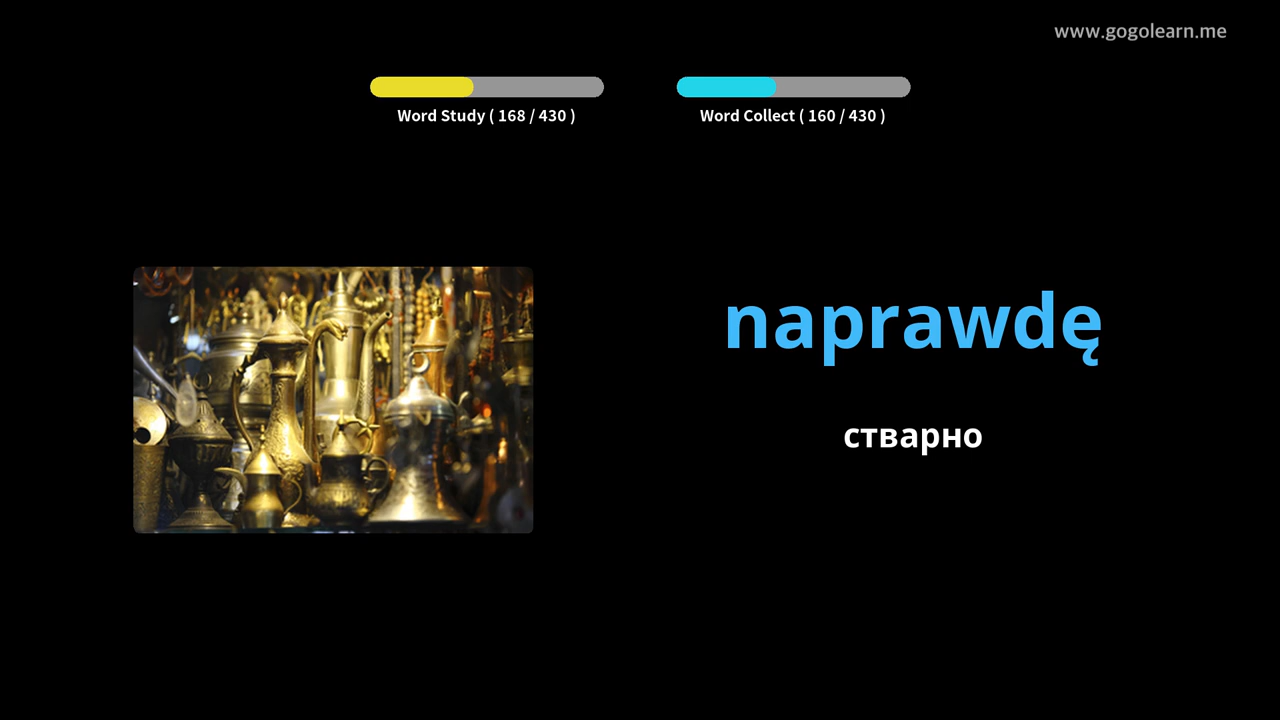 www.gogolearn.me
Word Study ( 168 / 430 )
Word Collect ( 160 / 430 )
naprawdę
стварно